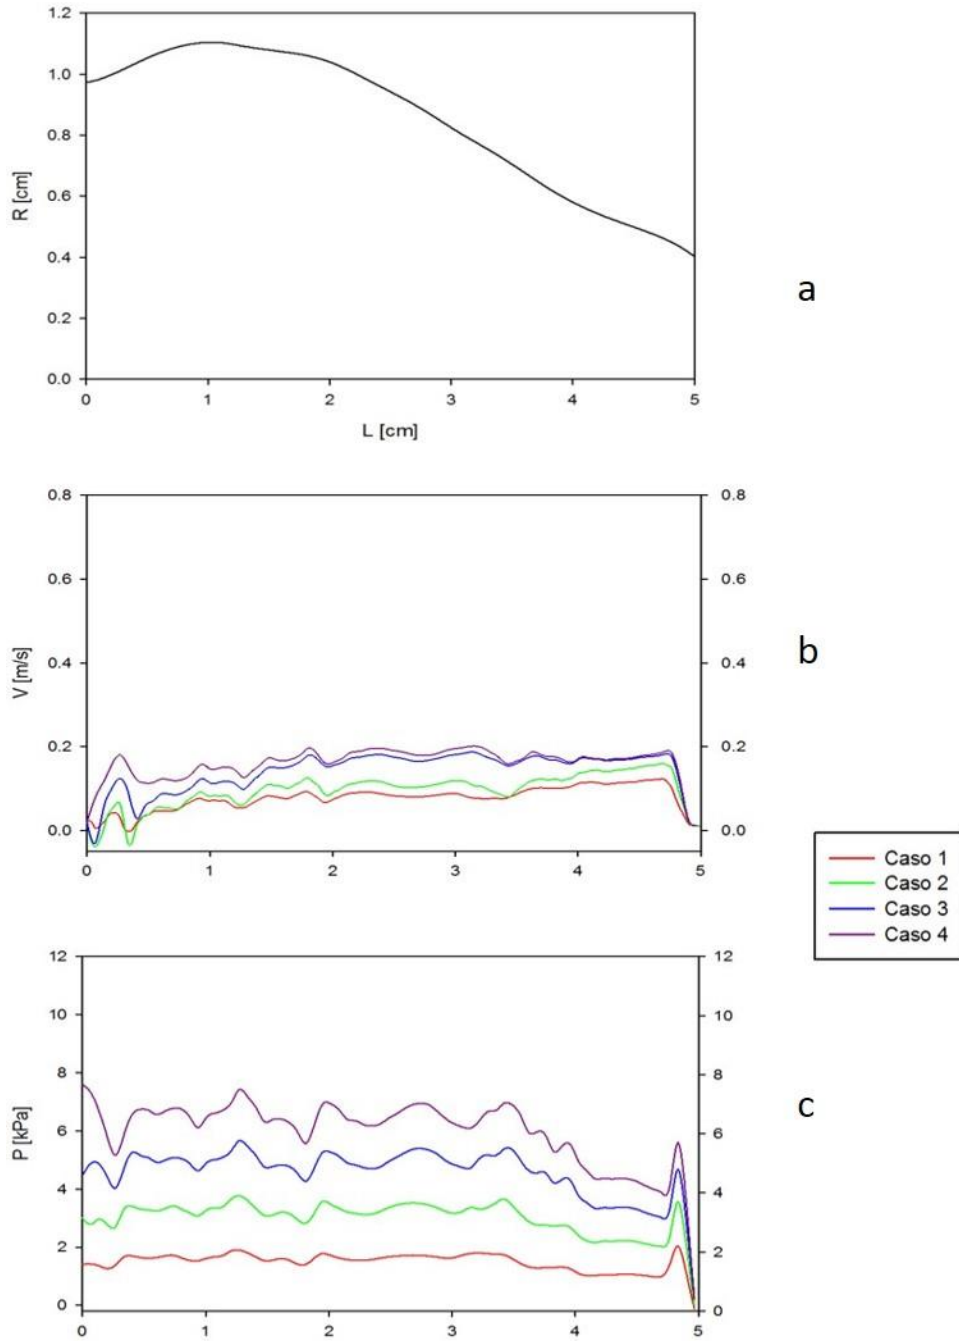 1.2
1.0
0.8
0.6
0.4
0.2
0.0
R [cm]
0 1 2 3 4 5
L [cm]
a
0.8 0.8
0.6 0.6
0.4 0.4
0.2 0.2
0.0 0.0
V [m/s]
0 1 2 3 4 5
b
Caso 1
Caso 2
Caso 3
Caso 4
12 12
10 10
8 8
6 6
4 4
2 2
0 0
P [kPa]
0 1 2 3 4 5
c